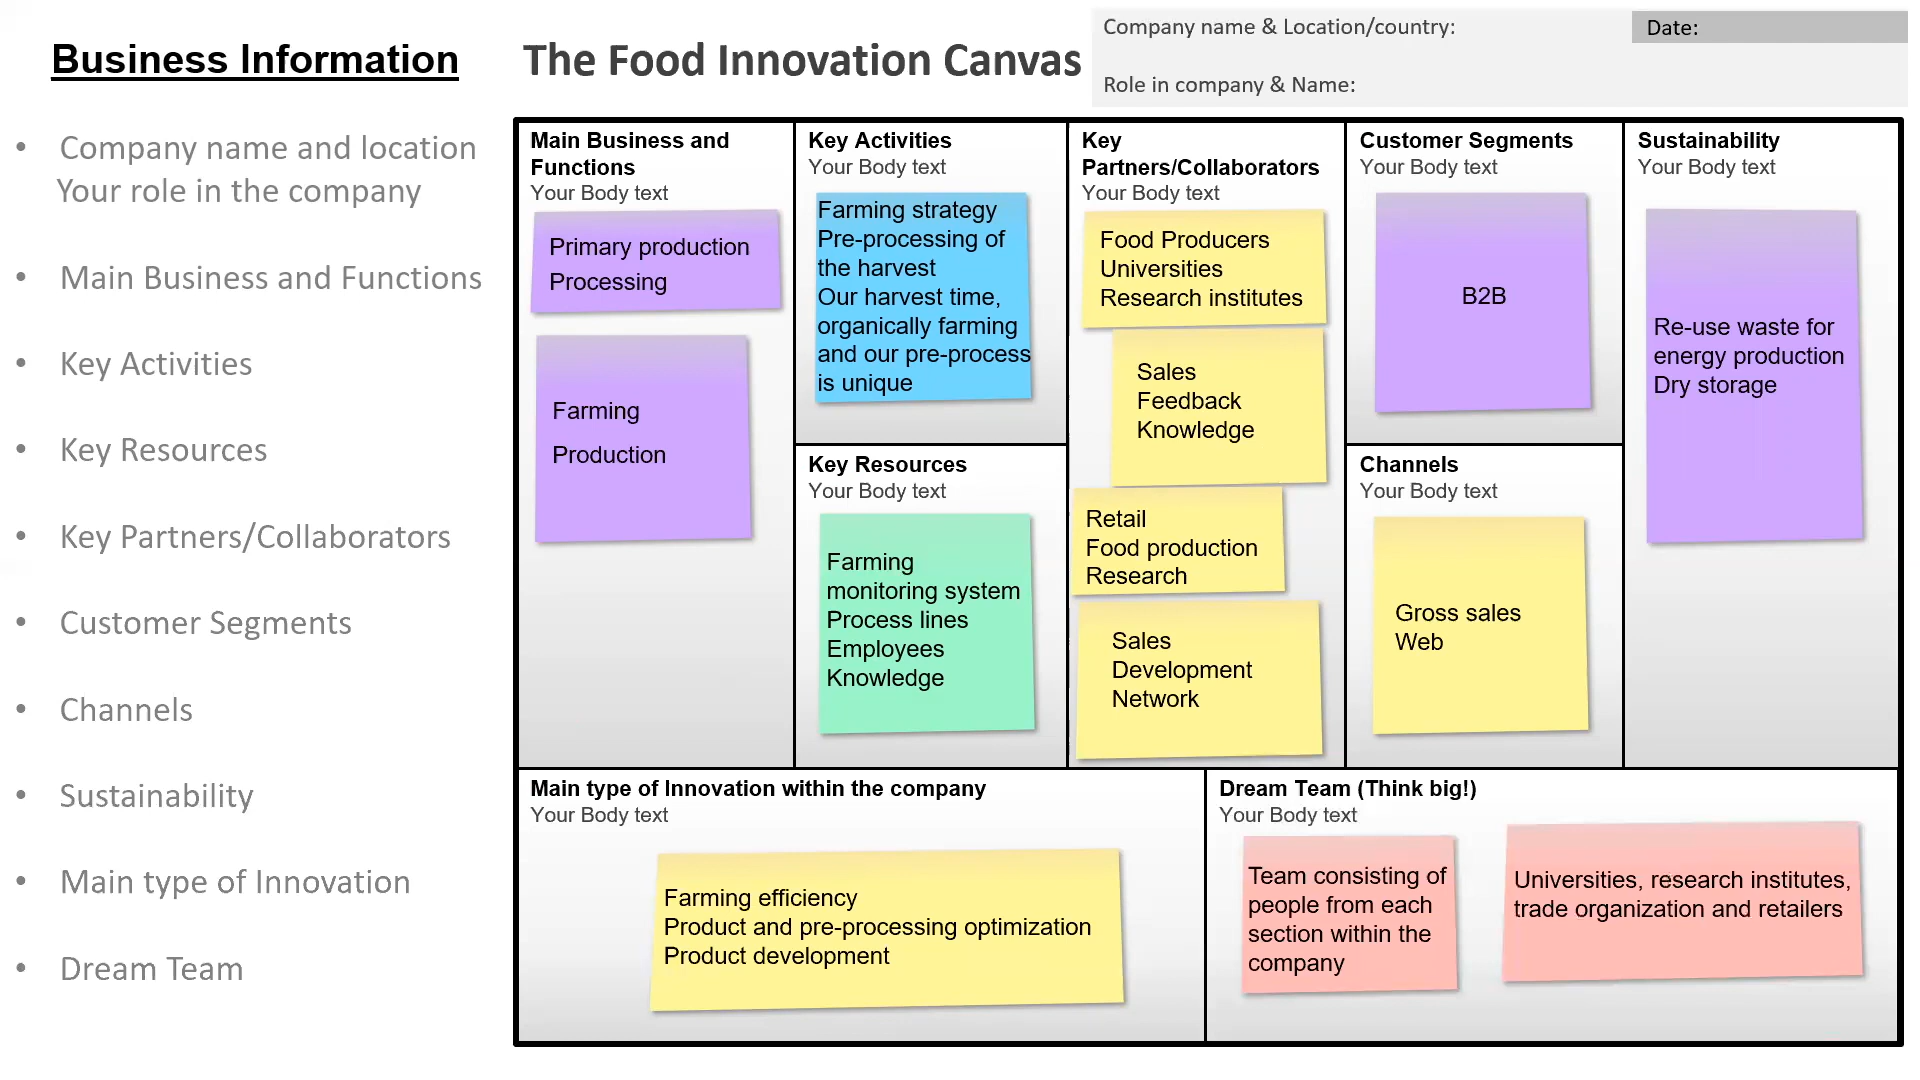 Business Information
• Company name and location
Your role in the company
• Main Business and Functions
• Key Activities
• Key Resources
• Key Partners/Collaborators
• Customer Segments
• Channels
• Sustainability
• Main type of Innovation
• Dream Team
The Food Innovation Canvas
Company name & Location/country:
Date:
Role in company & Name:
Main Business and
Functions
Your Body text
Primary production
Processing
Farming
Production
Key Activities
Your Body text
Farming strategy
Pre-processing of
the harvest
Our harvest time,
organically farming
and our pre-process
is unique
Key Resources
Your Body text
Farming
monitoring system
Process lines
Employees
Knowledge
Key
Partners/Collaborators
Your Body text
Food Producers
Universities
Research institutes
Sales
Feedback
Knowledge
Retail
Food production
Research
Sales
Development
Network
Customer Segments
Your Body text
B2B
Channels
Your Body text
Gross sales
Web
Sustainability
Your Body text
Re-use waste for
energy production
Dry storage
Main type of Innovation within the company
Your Body text
Farming efficiency
Product and pre-processing optimization
Product development
Dream Team (Think big!)
Your Body text
Team consisting of
people from each
section within the
company
Universities, research institutes,
trade organization and retailers